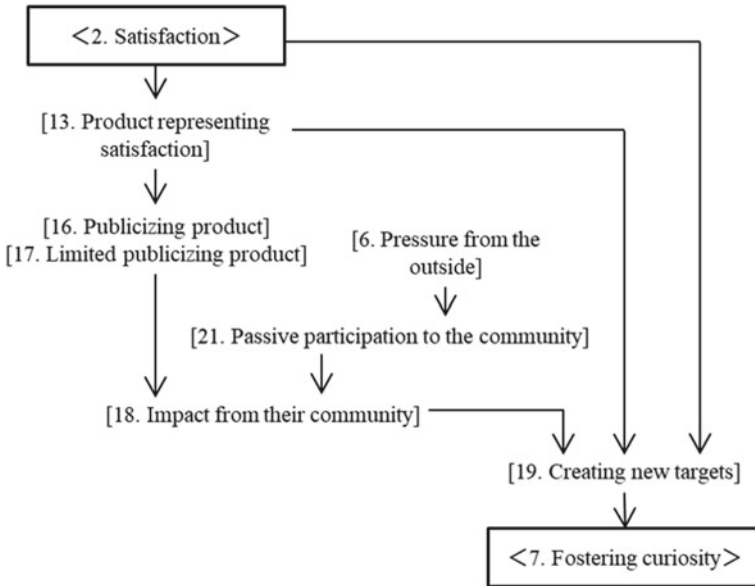 <2. Satisfaction>
[13. Product representing
satisfaction]
[16. Publicizing product]
[17. Limited publicizing product]
[6. Pressure from the
outside]
[21. Passive participation to the community]
[18. Impact from their community]
[19. Creating new targets]
<7. Fostering curiosity>